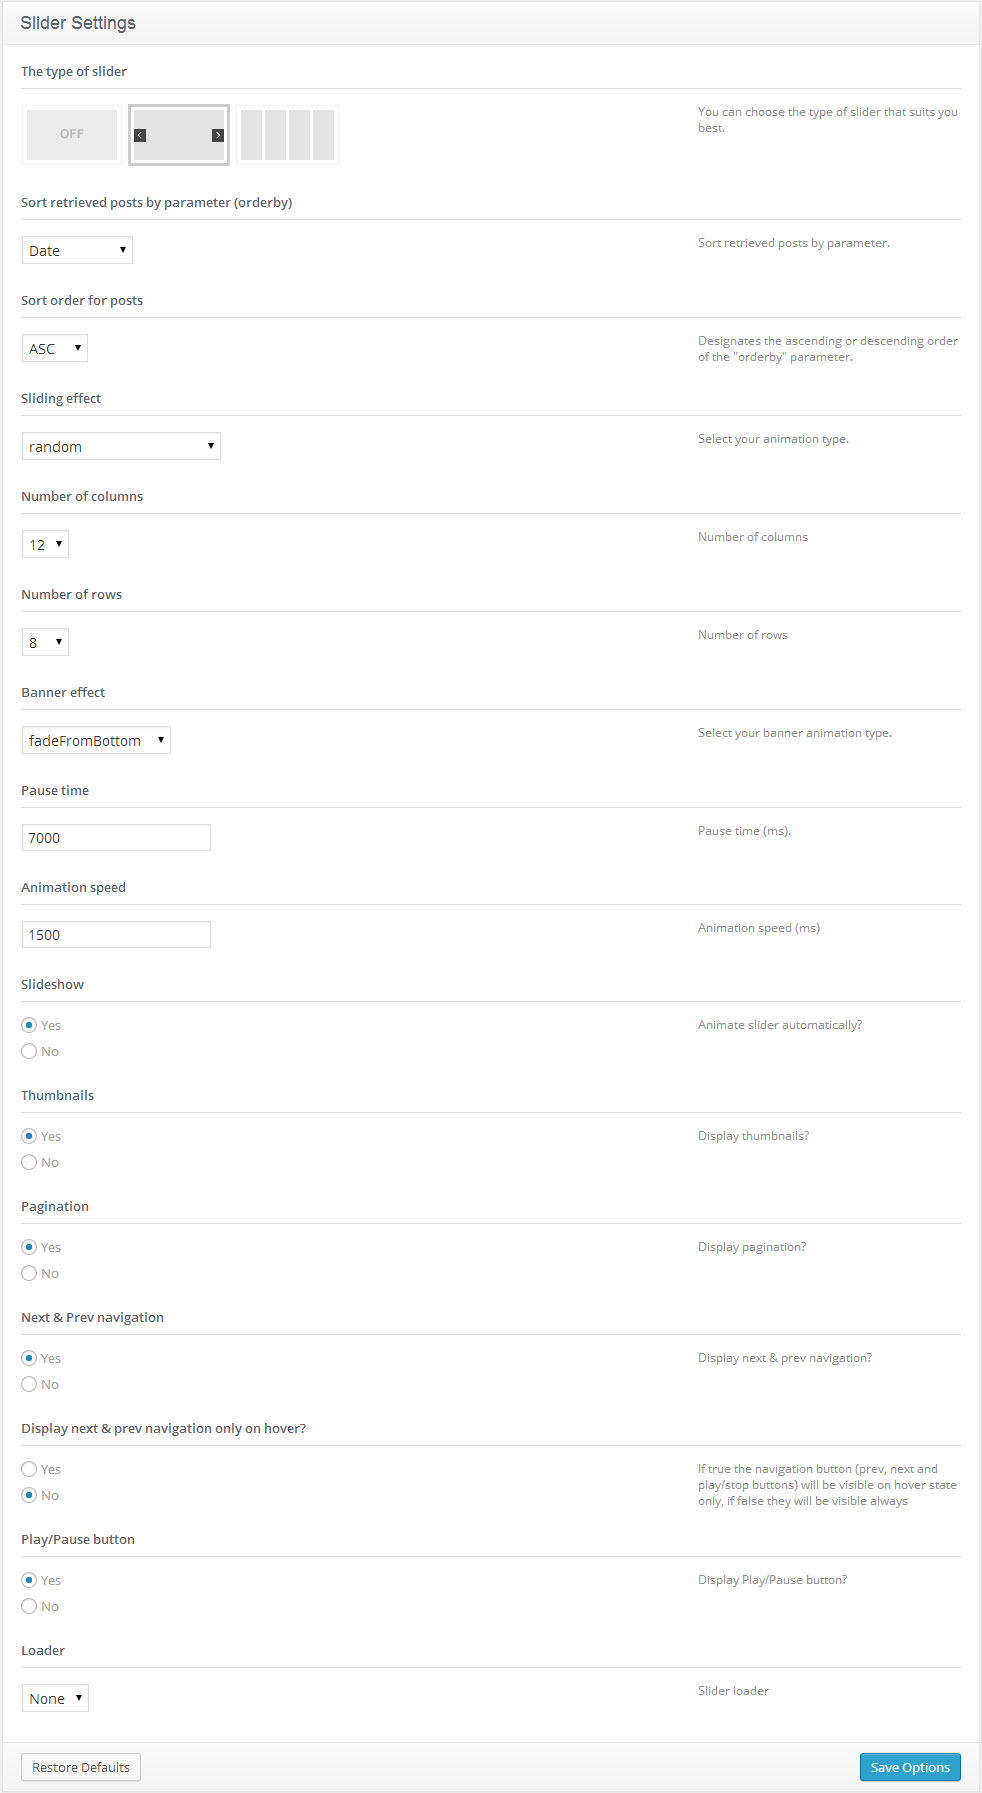 Slider Settings
The type of slider
OFF
You can choose the type of slider that suits you
best.
Sort retrieved posts by parameter (orderby)
Date
Sort retrieved posts by parameter.
Sort order for posts
ASC
Designates the ascending or descending order
of the "orderby" parameter.
Sliding effect
random
Select your animation type.
Number of columns
12
Number of columns
Number of rows
8
Number of rows
Banner effect
fadeFromBottom
Select your banner animation type.
Pause time
7000
Pause time (ms).
Animation speed
1500
Animation speed (ms)
Slideshow
Yes
Animate slider automatically?
No
Thumbnails
Yes
Display thumbnails?
No
Pagination
Yes
Display pagination?
No
Next & Prev navigation
Yes
Display next & prev navigation?
No
Display next & prev navigation only on hover?
Yes
No
If true the navigation button (prev, next and
play/stop buttons) will be visible on hover state
only, if false they will be visible always
Play/Pause button
Yes
Display Play/Pause button?
No
Loader
None
Slider loader
Restore Defaults
Save Options